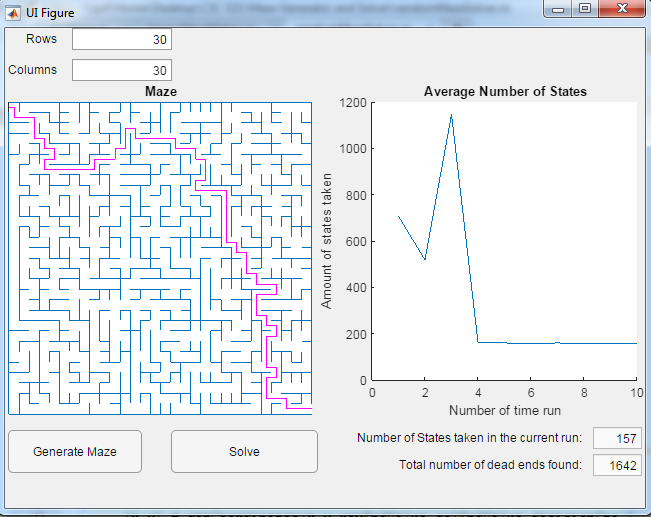 UI Figure
Rows 30
Columns 30
Maze
Average Number of States
1200
1000
800
600
400
200
0
Amount of states taken
0 2 4 6 8 10
Number of time run
Generate Maze
Solve
Number of States taken in the current run: 157
Total number of dead ends found: 1642